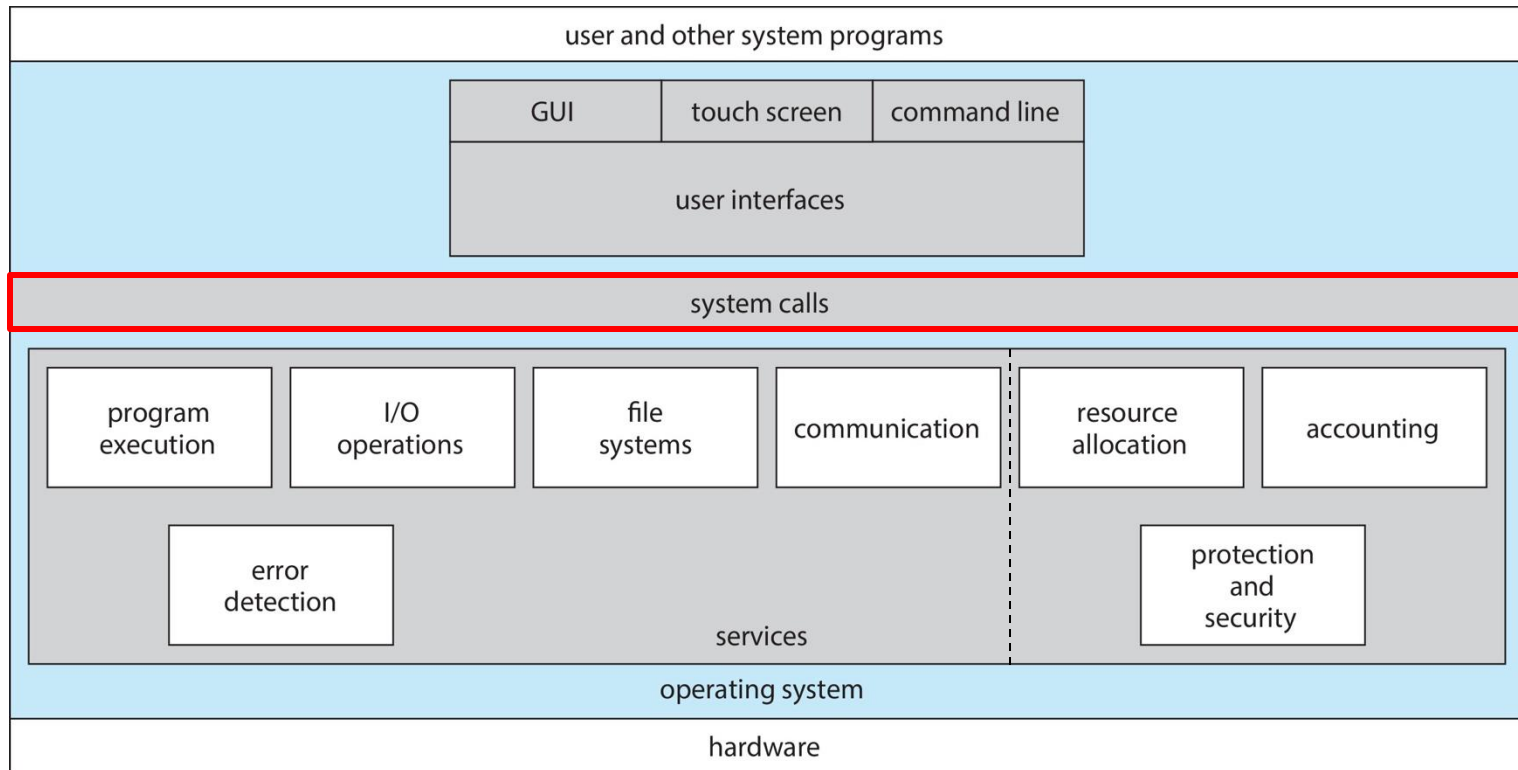 user and other system programs
GUI
touch screen
command line
user interfaces
system calls
program
execution
I/O
operations
file
systems
communication
resource
allocation
accounting
error
detection
protection
and
security
services
operating system
hardware